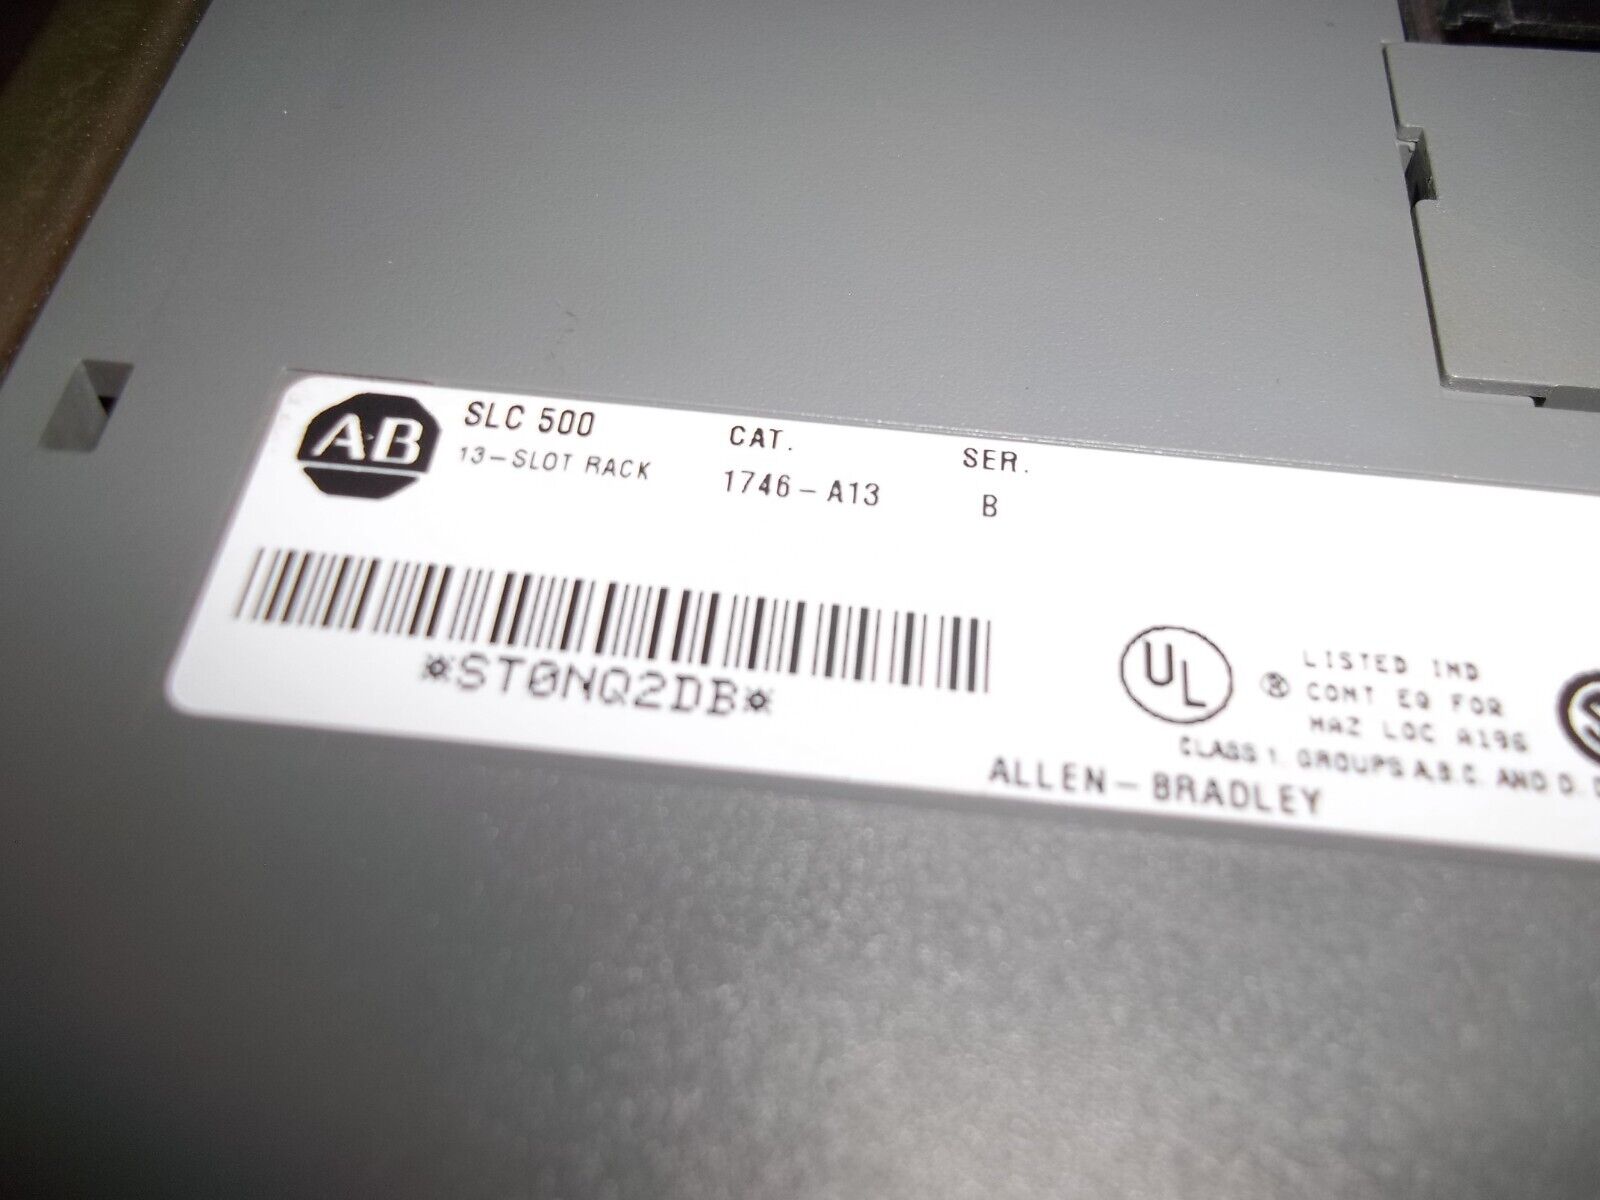 AB
SLC 500 CAT. SER.
13-SLOT RACK 1746-A13 B
*ST0NQ2DB*
UL ® LISTED IND
CONT EQ FOR
HAZ LOC A196
CLASS 1, GROUPS A,B,C, AND D,
ALLEN-BRADLEY